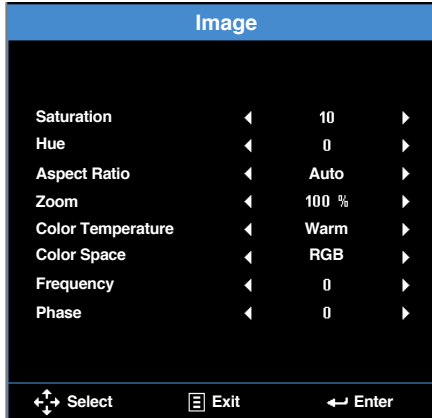 Image
Saturation 10
Hue 0
Aspect Ratio Auto
Zoom 100 %
Color Temperature Warm
Color Space RGB
Frequency 0
Phase 0
Select Exit Enter